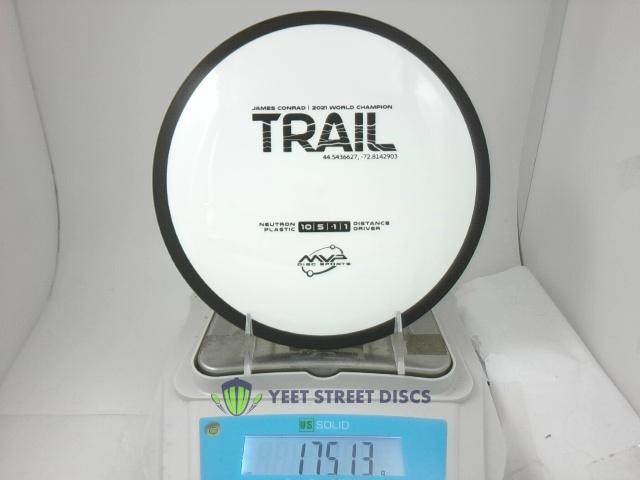 JAMES CONRAD | 2021 WORLD CHAMPION
TRAIL
44.5436627, -72.8142903
NEUTRON PLASTIC 10 | 5 | -1 | 1 DISTANCE DRIVER
MVP
DISC SPORTS
YEET STREET DISCS
US SOLID
175.13 g